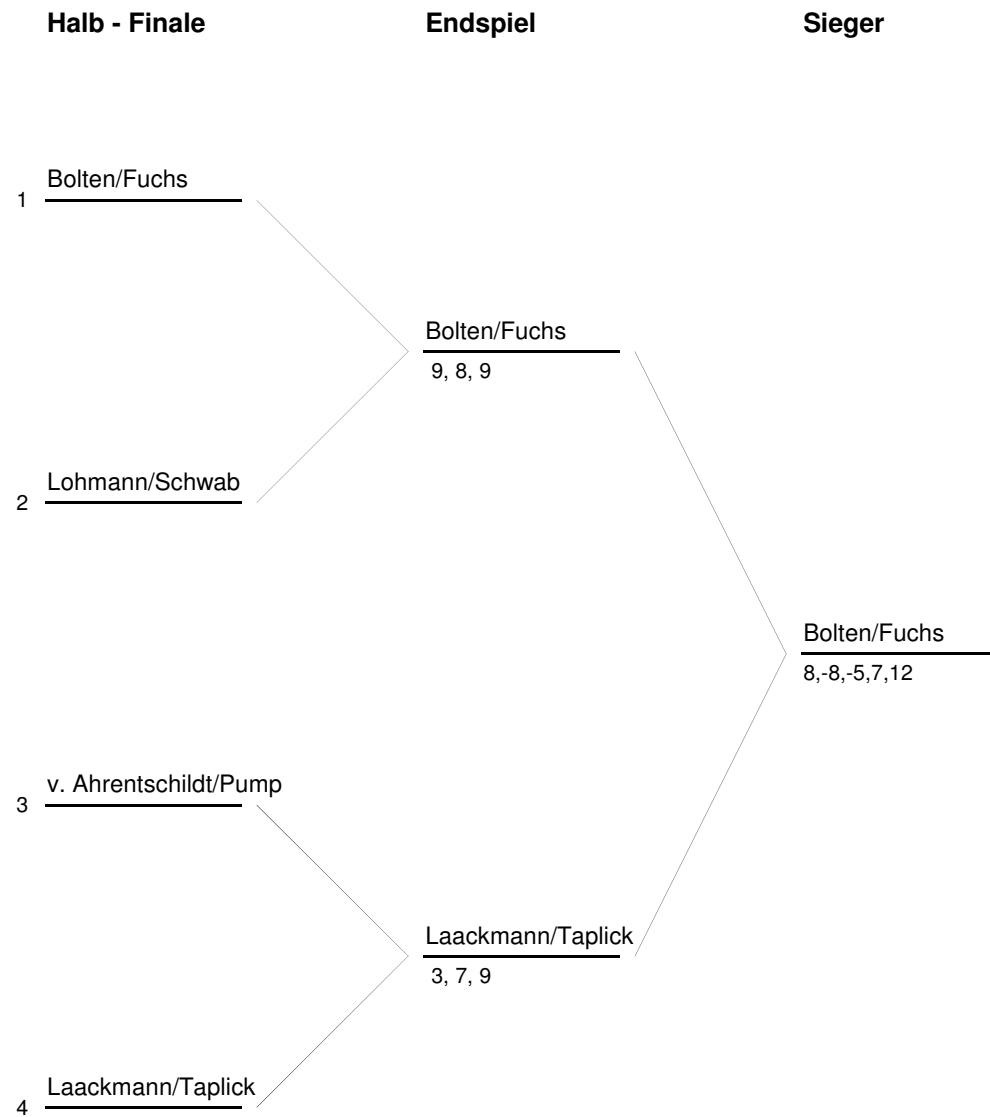 Halb - Finale Endspiel Sieger
Bolten/Fuchs
1
Bolten/Fuchs
9, 8, 9
Lohmann/Schwab
2
Bolten/Fuchs
8,-8,-5,7,12
v. Ahrentschildt/Pump
3
Laackmann/Taplick
3, 7, 9
Laackmann/Taplick
4